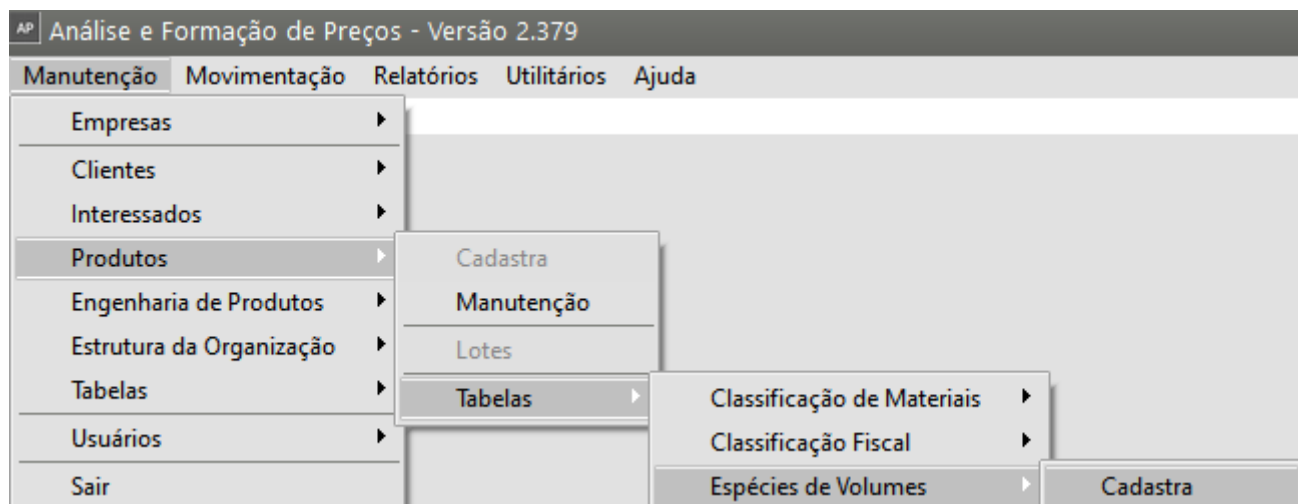 AP Análise e Formação de Preços - Versão 2.379
Manutenção Movimentação Relatórios Utilitários Ajuda
Empresas
Clientes
Interessados
Produtos
Engenharia de Produtos
Estrutura da Organização
Tabelas
Usuários
Sair
Cadastra
Manutenção
Lotes
Tabelas
Classificação de Materiais
Classificação Fiscal
Espécies de Volumes
Cadastra